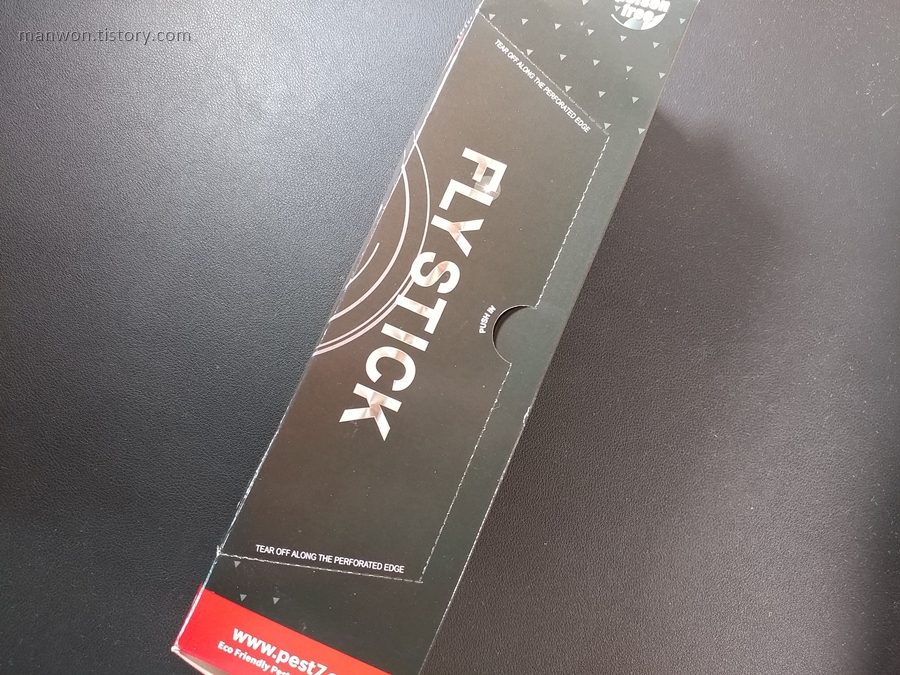 manwon.tistory.com
free
TEAR OFF ALONG THE PERFORATED EDGE
FLYSTICK
PUSH IN
TEAR OFF ALONG THE PERFORATED EDGE
www.pest7.
Eco Friendly